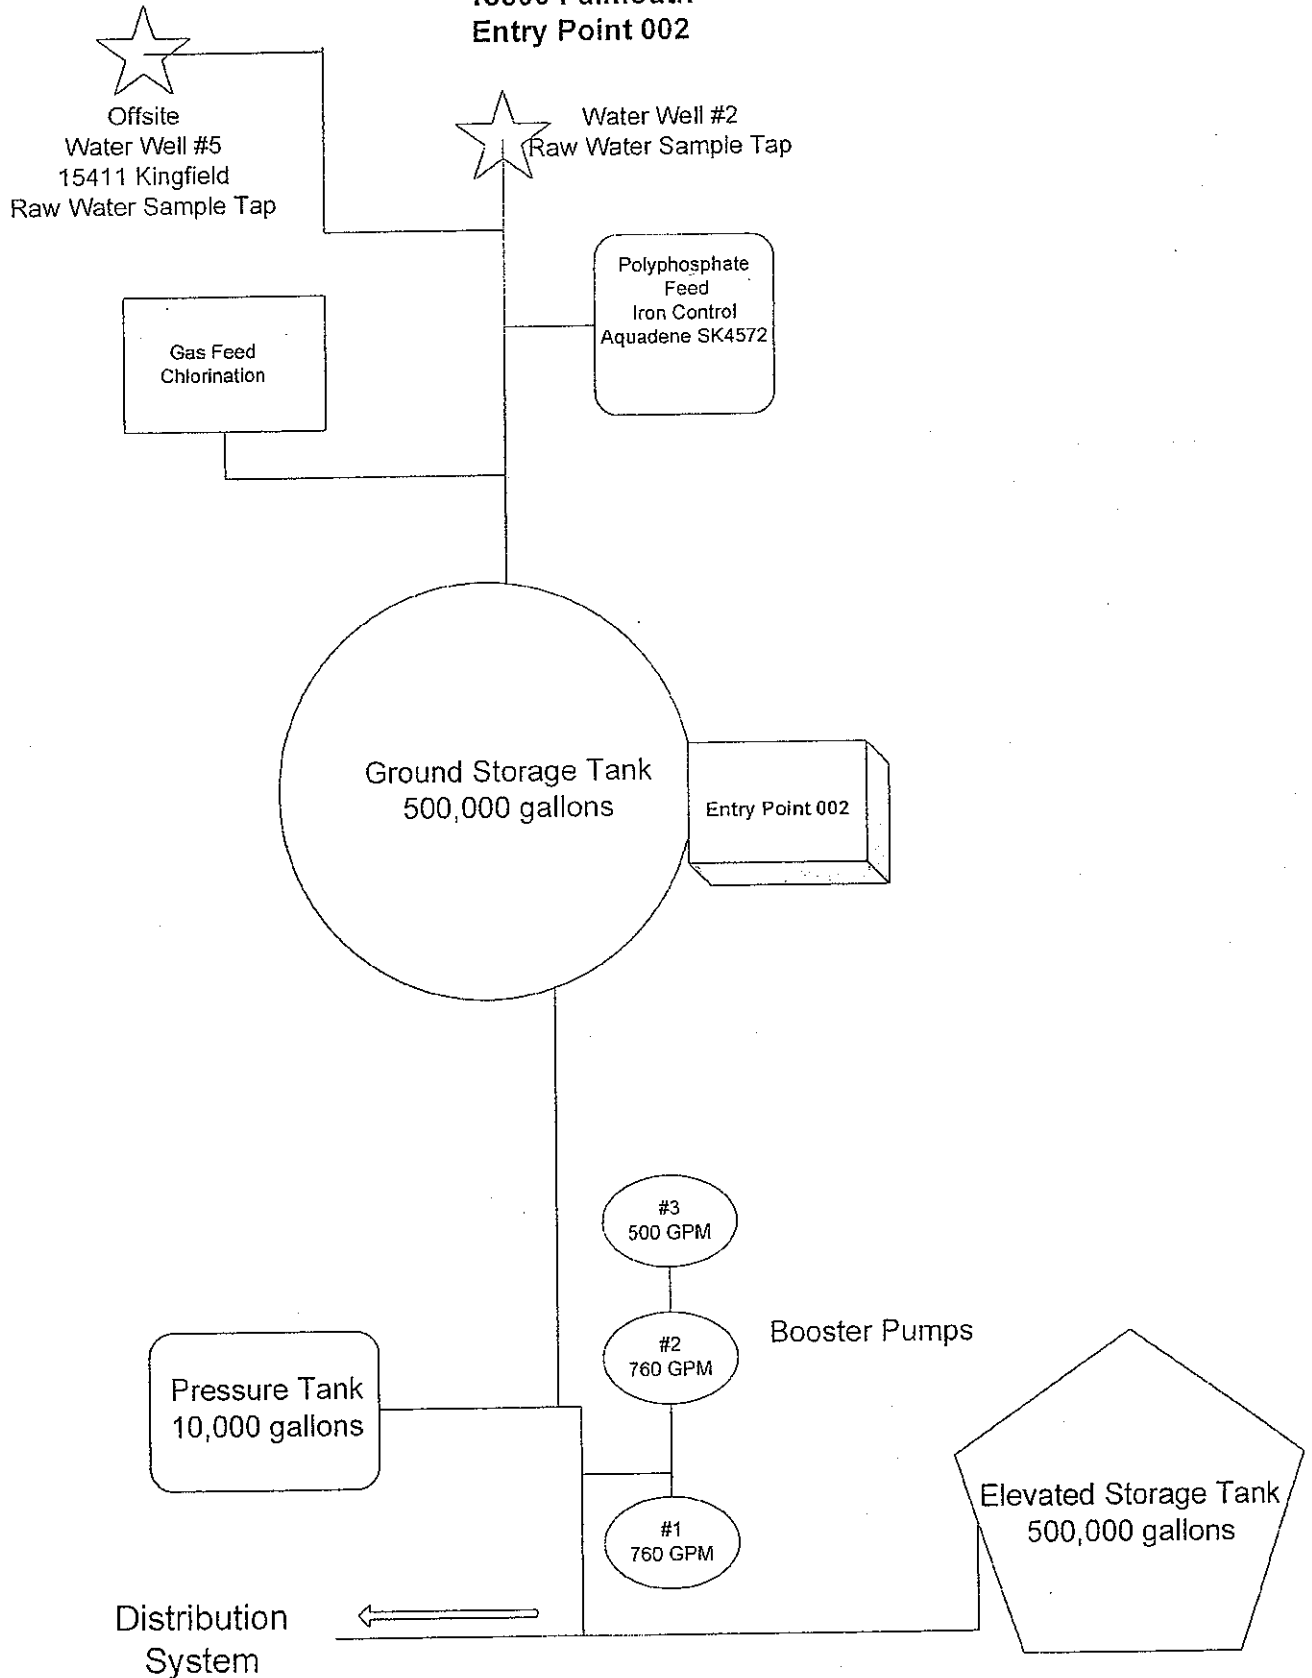 Entry Point 002
Offsite
Water Well #5
15411 Kingfield
Raw Water Sample Tap
Water Well #2
Raw Water Sample Tap
Polyphosphate
Feed
Iron Control
Aquadene SK4572
Gas Feed
Chlorination
Ground Storage Tank
500,000 gallons
Entry Point 002
#3
500 GPM
#2
760 GPM
Booster Pumps
Pressure Tank
10,000 gallons
#1
760 GPM
Elevated Storage Tank
500,000 gallons
Distribution
System